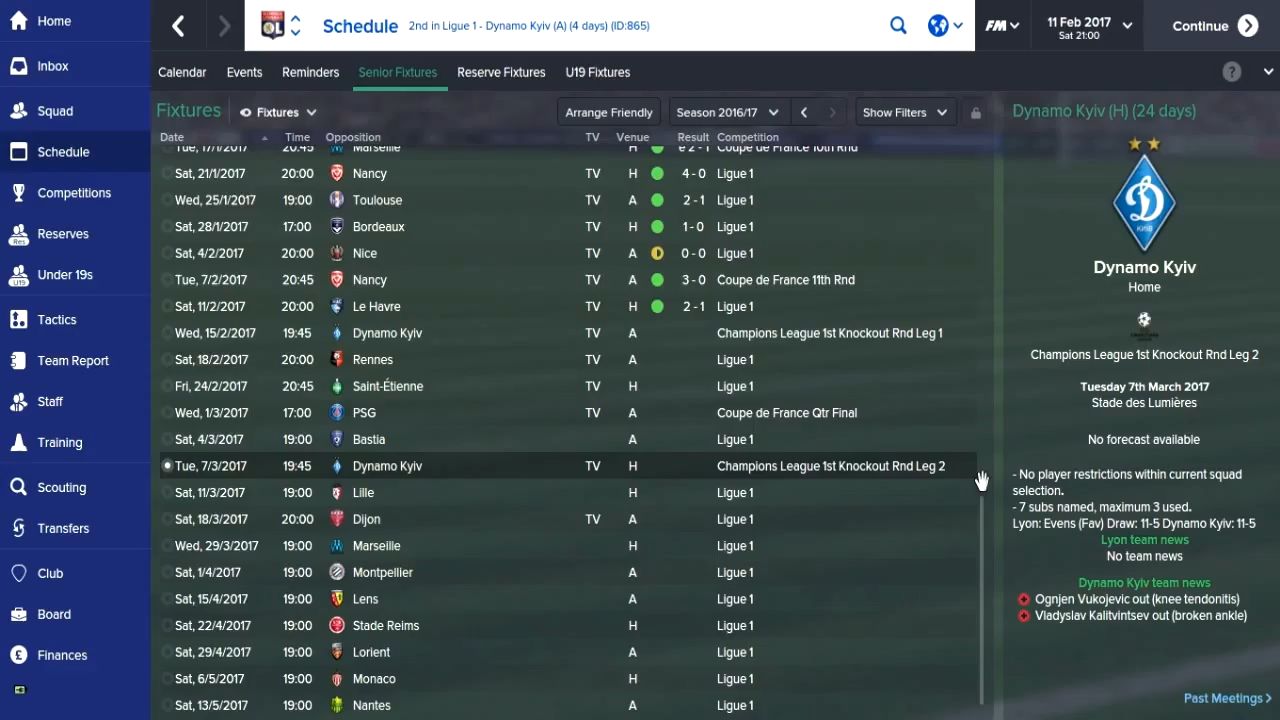 Home
Inbox
Squad
Schedule
Competitions
Reserves
Under 19s
Tactics
Team Report
Staff
Training
Scouting
Transfers
Club
Board
Finances
Schedule 2nd in Ligue 1 - Dynamo Kyiv (A) (4 days) (ID:865)
FM
11 Feb 2017
Sat 21:00
Continue
Calendar Events Reminders Senior Fixtures Reserve Fixtures U19 Fixtures
Fixtures Fixtures Arrange Friendly Season 2016/17 Show Filters
Date Time Opposition TV Venue Result Competition
Tue, 17/1/2017 20:45 Marseille H e 2 - 1 Coupe de France 10th Rnd
Sat, 21/1/2017 20:00 Nancy TV H 4 - 0 Ligue 1
Wed, 25/1/2017 19:00 Toulouse TV A 2 - 1 Ligue 1
Sat, 28/1/2017 17:00 Bordeaux TV H 1 - 0 Ligue 1
Sat, 4/2/2017 20:00 Nice TV A 0 - 0 Ligue 1
Tue, 7/2/2017 20:45 Nancy TV A 3 - 0 Coupe de France 11th Rnd
Sat, 11/2/2017 20:00 Le Havre TV H 2 - 1 Ligue 1
Wed, 15/2/2017 19:45 Dynamo Kyiv TV A Champions League 1st Knockout Rnd Leg 1
Sat, 18/2/2017 20:00 Rennes TV A Ligue 1
Fri, 24/2/2017 20:45 Saint-Étienne TV H Ligue 1
Wed, 1/3/2017 17:00 PSG TV A Coupe de France Qtr Final
Sat, 4/3/2017 19:00 Bastia A Ligue 1
Tue, 7/3/2017 19:45 Dynamo Kyiv TV H Champions League 1st Knockout Rnd Leg 2
Sat, 11/3/2017 19:00 Lille H Ligue 1
Sat, 18/3/2017 20:00 Dijon TV A Ligue 1
Wed, 29/3/2017 19:00 Marseille H Ligue 1
Sat, 1/4/2017 19:00 Montpellier A Ligue 1
Sat, 15/4/2017 19:00 Lens A Ligue 1
Sat, 22/4/2017 19:00 Stade Reims H Ligue 1
Sat, 29/4/2017 19:00 Lorient A Ligue 1
Sat, 6/5/2017 19:00 Monaco H Ligue 1
Sat, 13/5/2017 19:00 Nantes A Ligue 1
Dynamo Kyiv (H) (24 days)
Dynamo Kyiv
Home
Champions League 1st Knockout Rnd Leg 2
Tuesday 7th March 2017
Stade des Lumières
No forecast available
- No player restrictions within current squad
selection.
- 7 subs named, maximum 3 used.
Lyon: Evens (Fav) Draw: 11-5 Dynamo Kyiv: 11-5
Lyon team news
No team news
Dynamo Kyiv team news
Ognjen Vukojevic out (knee tendonitis)
Vladyslav Kalitvintsev out (broken ankle)
Past Meetings >